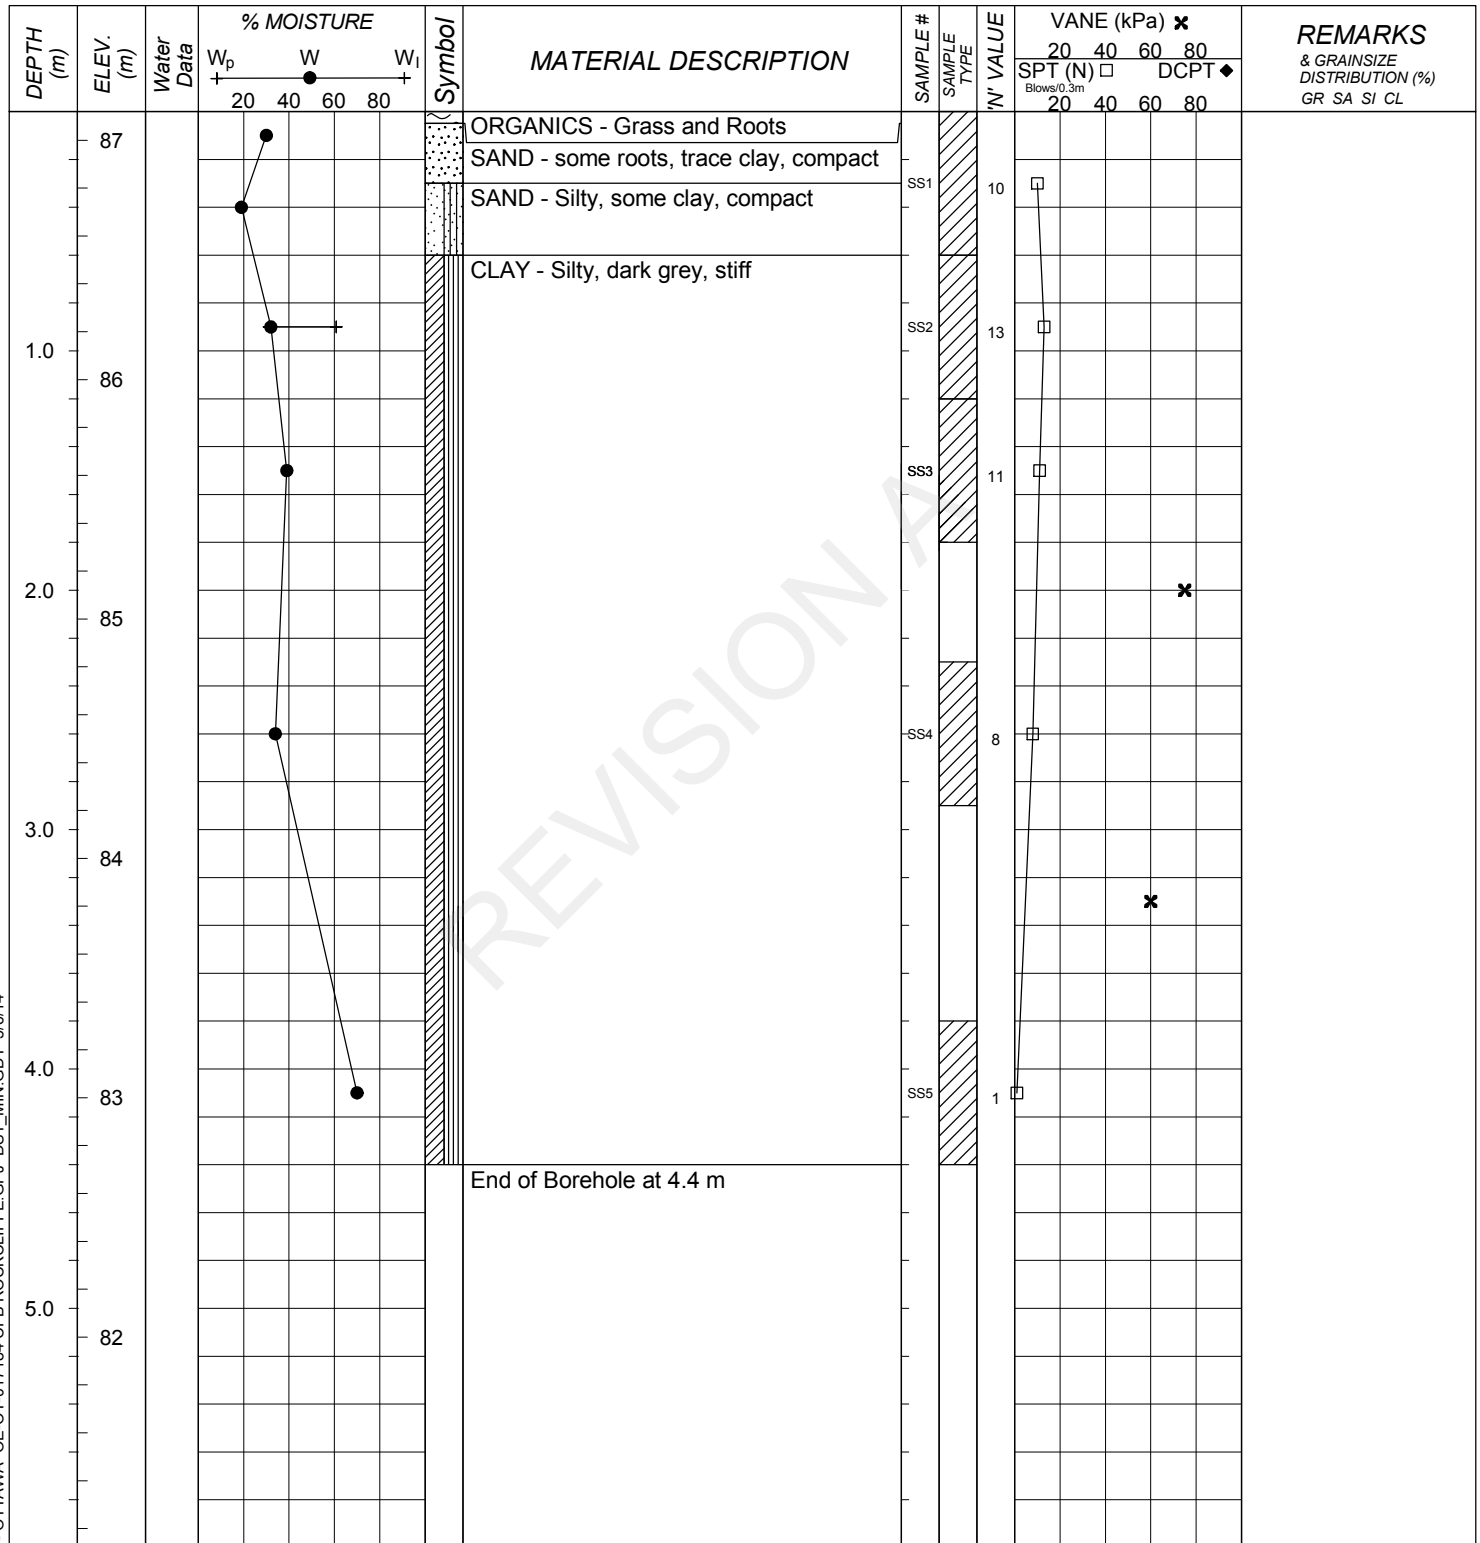 DEPTH (m)
ELEV. (m)
Water Data
% MOISTURE
Wp W Wl
20 40 60 80
Symbol
MATERIAL DESCRIPTION
SAMPLE #
SAMPLE TYPE
'N' VALUE
VANE (kPa)
20 40 60 80
SPT (N) DCPT
Blows/0.3m
20 40 60 80
REMARKS
& GRAINSIZE
DISTRIBUTION (%)
GR SA SI CL
87
ORGANICS - Grass and Roots
SAND - some roots, trace clay, compact
SS1 10
SAND - Silty, some clay, compact
CLAY - Silty, dark grey, stiff
SS2 13
1.0
86
SS3 11
2.0
85
SS4 8
3.0
84
4.0
83
SS5 1
End of Borehole at 4.4 m
5.0
82
REVISION A